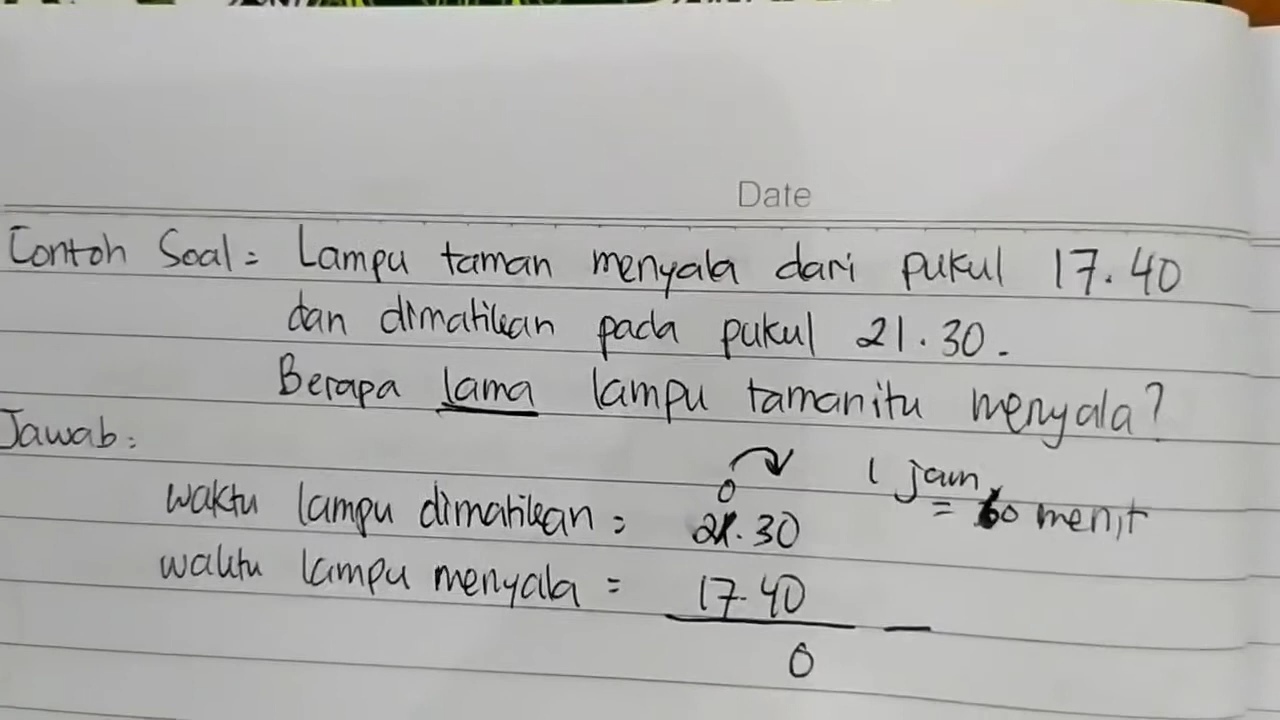 Date
Contoh Soal = Lampu taman menyala dari pukul 17.40
dan dimatikan pada pukul 21.30.
Berapa lama lampu taman itu menyala?
Jawab:
0 1 jam
= 60 menit
waktu lampu dimatikan = 21.30
waktu lampu menyala = 17.40
0